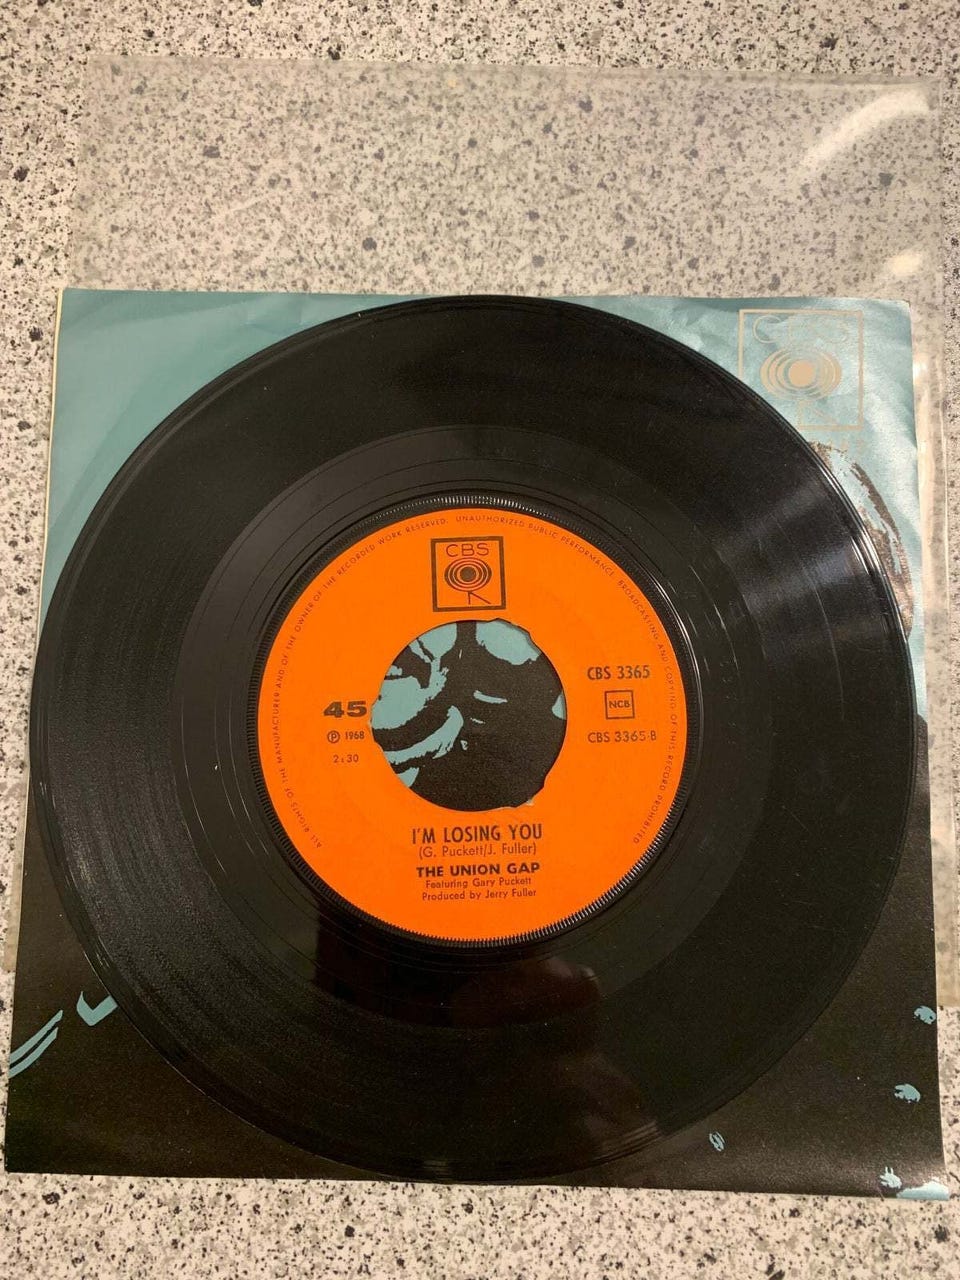 CBS
ALL RIGHTS OF THE MANUFACTURER AND OF THE OWNER OF THE RECORDED WORK RESERVED. UNAUTHORIZED PUBLIC PERFORMANCE, BROADCASTING AND COPYING OF THIS RECORD PROHIBITED
CBS
CBS 3365
NCB
CBS 3365-B
45
℗ 1968
2:30
I'M LOSING YOU
(G. Puckett/J. Fuller)
THE UNION GAP
Featuring Gary Puckett
Produced by Jerry Fuller